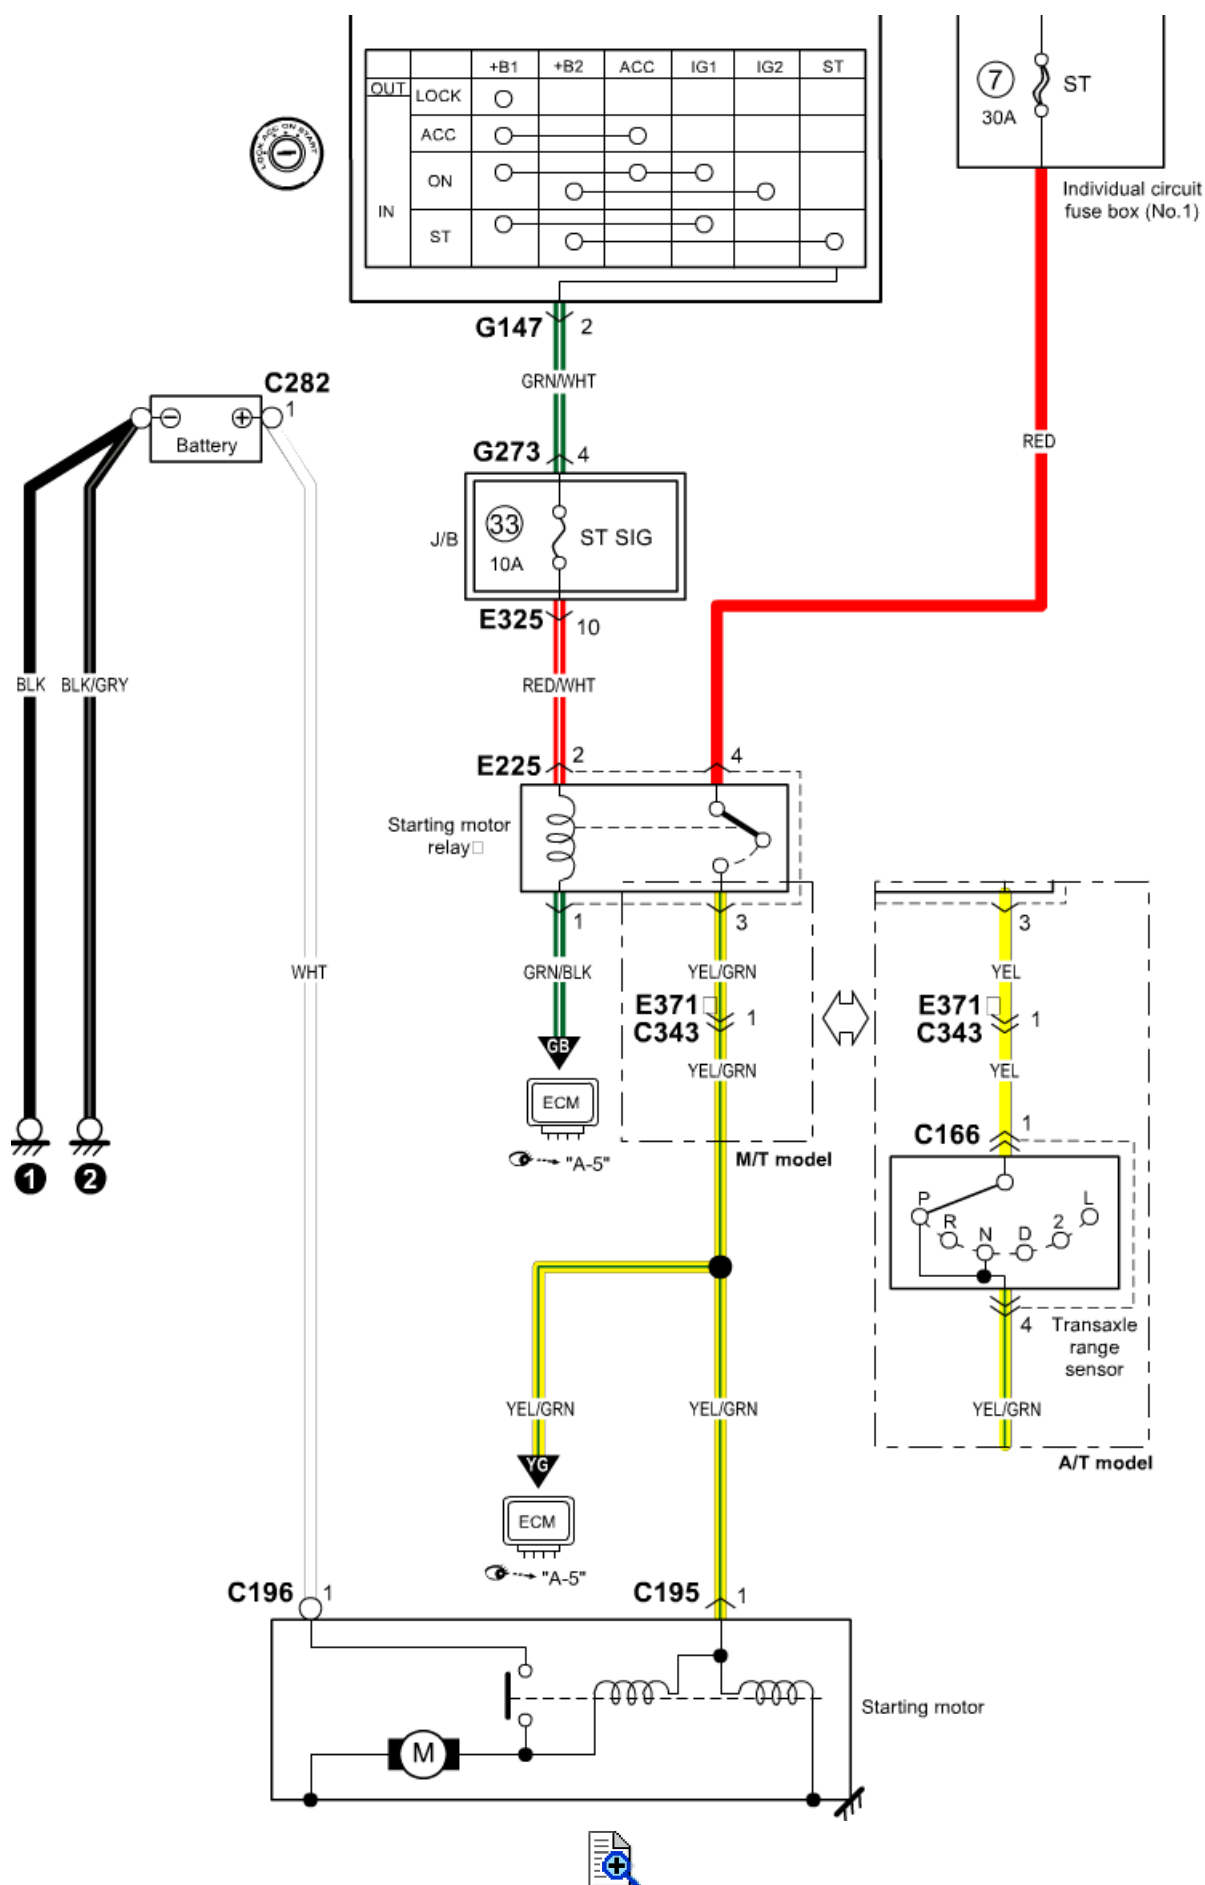 +B1 +B2 ACC IG1 IG2 ST
OUT
LOCK
ACC
ON
IN
ST
LOCK ACC ON START
7
ST
30A
Individual circuit
fuse box (No.1)
G147 2
GRN/WHT
C282
1
Battery
G273 4
RED
33
ST SIG
J/B
10A
E325 10
BLK
BLK/GRY
RED/WHT
E225 2
4
Starting motor
relay□
1
3
3
WHT
GRN/BLK
YEL/GRN
YEL
E371□
C343 1
E371□
C343 1
GB
YEL/GRN
YEL
ECM
"A-5"
M/T model
C166 1
1
2
P R N D 2 L
4
Transaxle
range
sensor
YEL/GRN
YEL/GRN
YEL/GRN
A/T model
YG
ECM
"A-5"
C196 1
C195 1
Starting motor
M